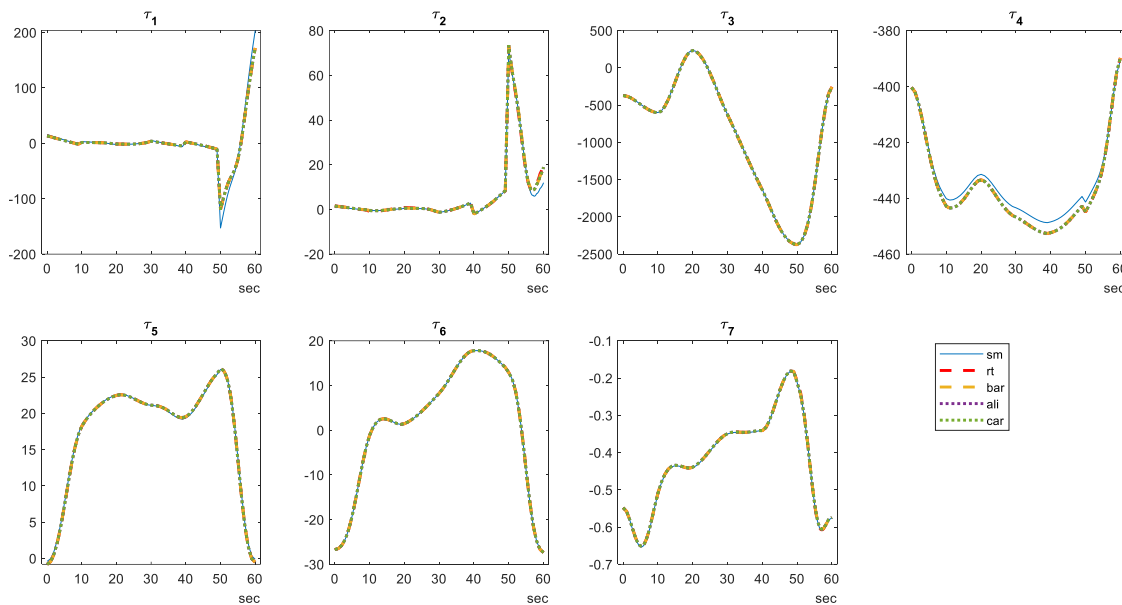 τ1 τ2 τ3 τ4
200 100 0 -100 -200
0 10 20 30 40 50 60
sec
80 60 40 20 0 -20
0 10 20 30 40 50 60
sec
500 0 -500 -1000 -1500 -2000 -2500
0 10 20 30 40 50 60
sec
-380 -400 -420 -440 -460
0 10 20 30 40 50 60
sec
τ5 τ6 τ7
30 25 20 15 10 5 0
0 10 20 30 40 50 60
sec
20 10 0 -10 -20 -30
0 10 20 30 40 50 60
sec
-0.1 -0.2 -0.3 -0.4 -0.5 -0.6 -0.7
0 10 20 30 40 50 60
sec
sm
rt
bar
ali
car